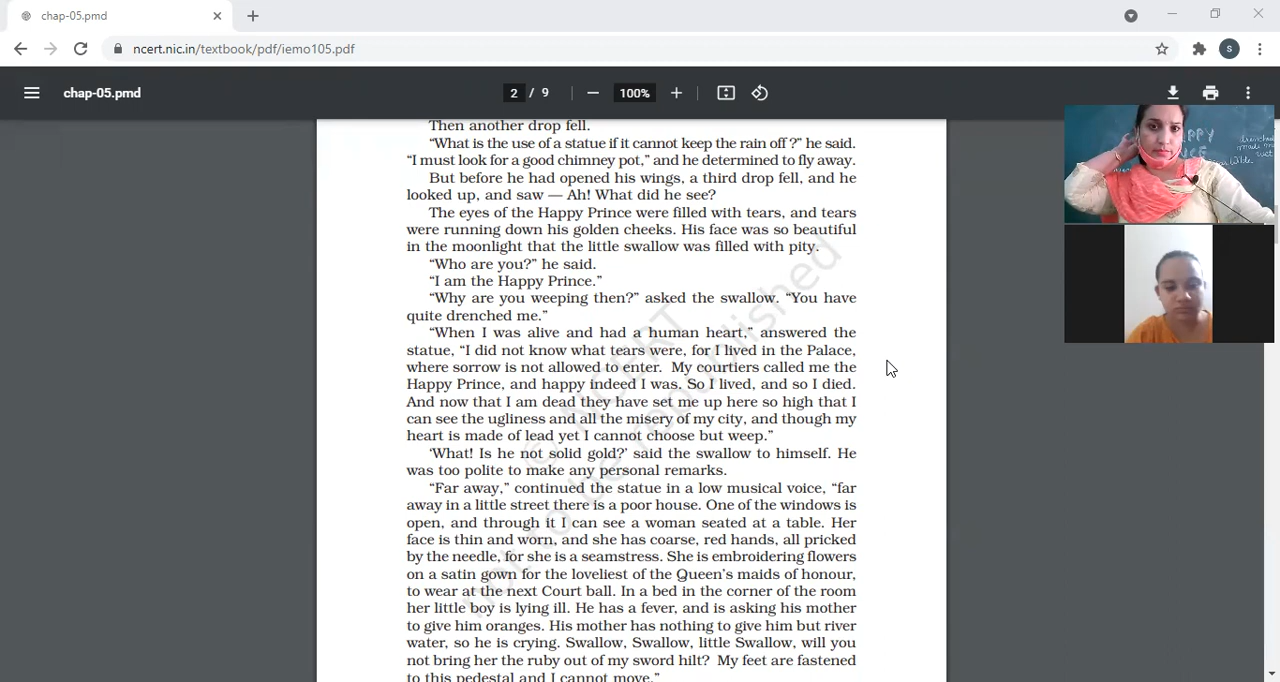 chap-05.pmd
ncert.nic.in/textbook/pdf/iemo105.pdf
S
chap-05.pmd
2 / 9
100%
Then another drop fell.
“What is the use of a statue if it cannot keep the rain off ?” he said.
“I must look for a good chimney pot,” and he determined to fly away.
But before he had opened his wings, a third drop fell, and he
looked up, and saw — Ah! What did he see?
The eyes of the Happy Prince were filled with tears, and tears
were running down his golden cheeks. His face was so beautiful
in the moonlight that the little swallow was filled with pity.
“Who are you?” he said.
“I am the Happy Prince.”
“Why are you weeping then?” asked the swallow. “You have
quite drenched me.”
“When I was alive and had a human heart,” answered the
statue, “I did not know what tears were, for I lived in the Palace,
where sorrow is not allowed to enter. My courtiers called me the
Happy Prince, and happy indeed I was. So I lived, and so I died.
And now that I am dead they have set me up here so high that I
can see the ugliness and all the misery of my city, and though my
heart is made of lead yet I cannot choose but weep.”
‘What! Is he not solid gold?’ said the swallow to himself. He
was too polite to make any personal remarks.
“Far away,” continued the statue in a low musical voice, “far
away in a little street there is a poor house. One of the windows is
open, and through it I can see a woman seated at a table. Her
face is thin and worn, and she has coarse, red hands, all pricked
by the needle, for she is a seamstress. She is embroidering flowers
on a satin gown for the loveliest of the Queen’s maids of honour,
to wear at the next Court ball. In a bed in the corner of the room
her little boy is lying ill. He has a fever, and is asking his mother
to give him oranges. His mother has nothing to give him but river
water, so he is crying. Swallow, Swallow, little Swallow, will you
not bring her the ruby out of my sword hilt? My feet are fastened
to this pedestal and I cannot move.”
© NCERT
not to be republished